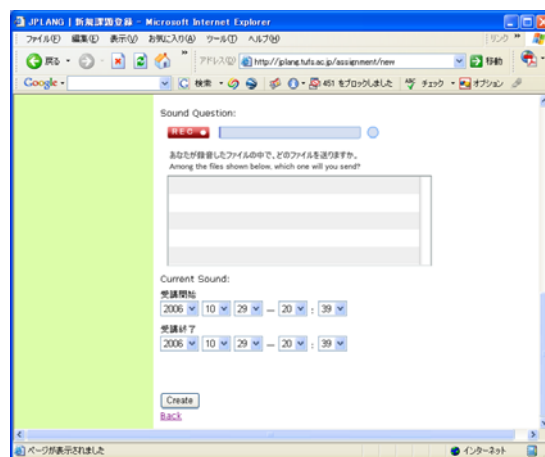 JPLANG | 新規課題登録 - Microsoft Internet Explorer
ファイル(F) 編集(E) 表示(V) お気に入り(A) ツール(T) ヘルプ(H) リンク »
戻る アドレス(D) http://jplang.tufs.ac.jp/assignment/new 移動
Google 検索 451 をブロックしました チェック オプション
Sound Question:
REC
あなたが録音したファイルの中で、どのファイルを送りますか。
Among the files shown below, which one will you send?
Current Sound:
受講開始
2006 10 29 — 20 : 39
受講終了
2006 10 29 — 20 : 39
Create
Back
ページが表示されました インターネット